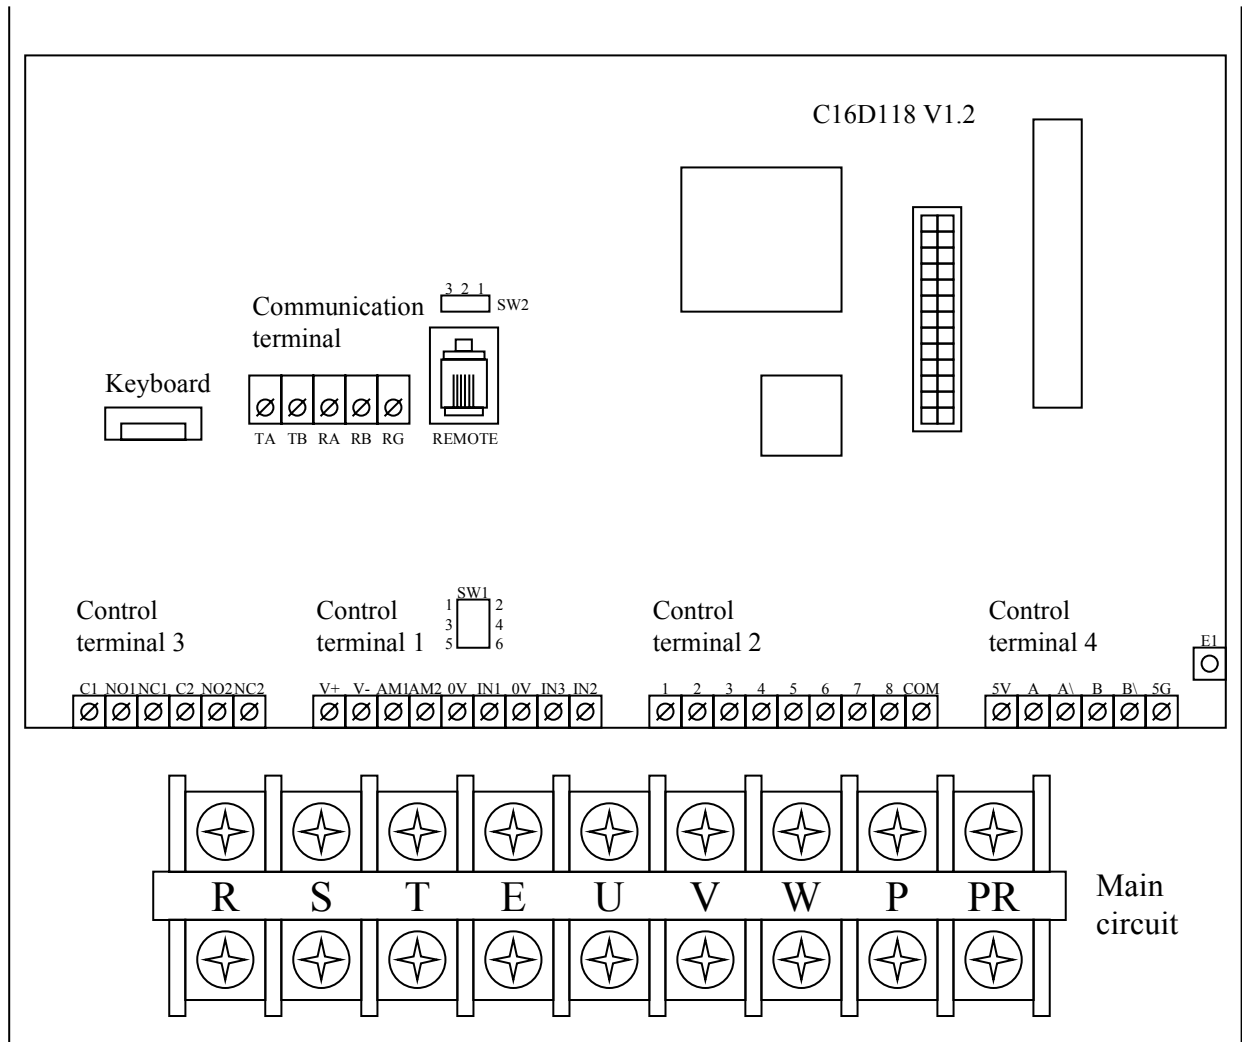 C16D118 V1.2
3 2 1
SW2
Communication
terminal
Keyboard
TA TB RA RB RG REMOTE
SW1
1 2
3 4
5 6
Control
terminal 3
Control
terminal 1
Control
terminal 2
Control
terminal 4
E1
C1 NO1 NC1 C2 NO2 NC2
V+ V- AM1 AM2 0V IN1 0V IN3 IN2
1 2 3 4 5 6 7 8 COM
5V A A\ B B\ 5G
R S T E U V W P PR
Main
circuit